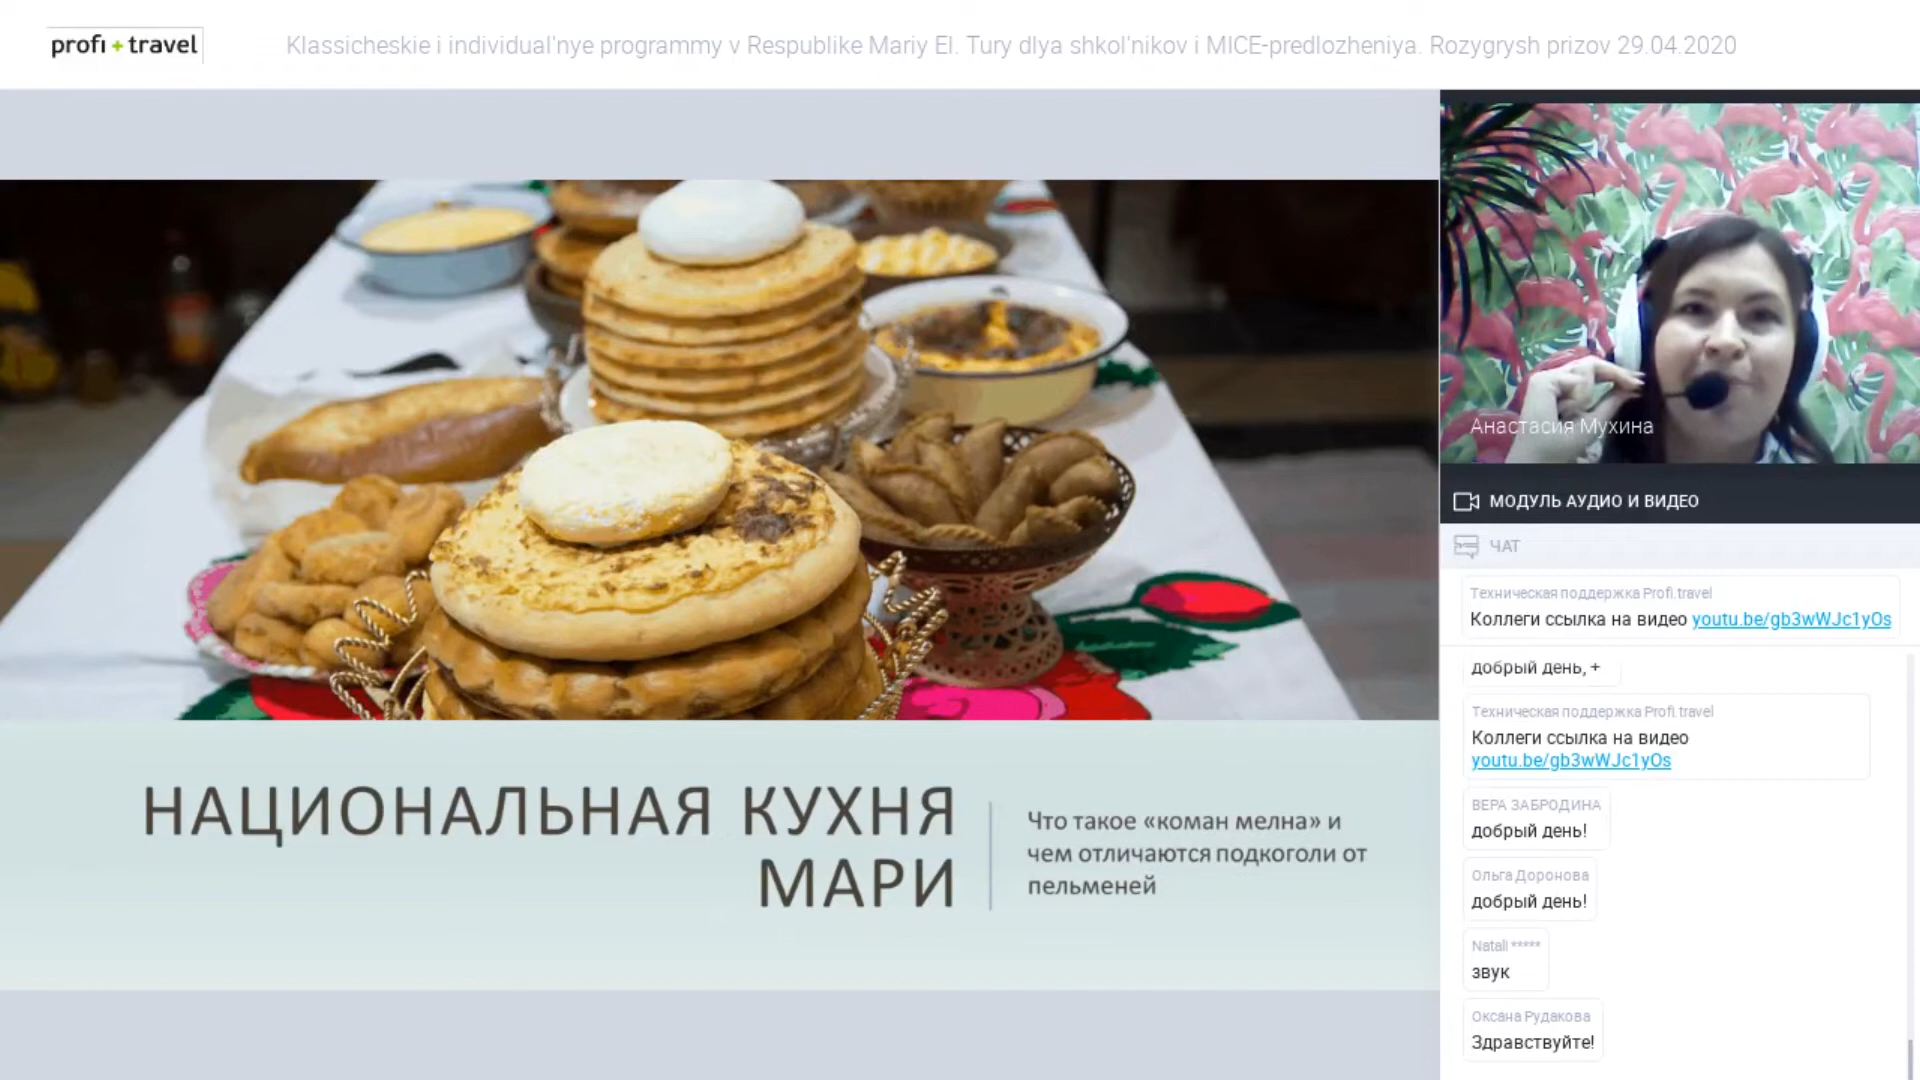 profi + travel
Klassicheskie i individual'nye programmy v Respublike Mariy El. Tury dlya shkol'nikov i MICE-predlozheniya. Rozygrysh prizov 29.04.2020
НАЦИОНАЛЬНАЯ КУХНЯ
МАРИ
Что такое «коман мелна» и
чем отличаются подкоголи от
пельменей
Анастасия Мухина
МОДУЛЬ АУДИО И ВИДЕО
ЧАТ
Техническая поддержка Profi.travel
Коллеги ссылка на видео youtu.be/gb3wWJc1yOs
добрый день, +
Техническая поддержка Profi.travel
Коллеги ссылка на видео
youtu.be/gb3wWJc1yOs
ВЕРА ЗАБРОДИНА
добрый день!
Ольга Доронова
добрый день!
Natali *****
звук
Оксана Рудакова
Здравствуйте!